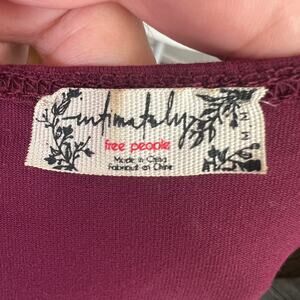 intimately
free people
Made in China
Fabriqué en Chine